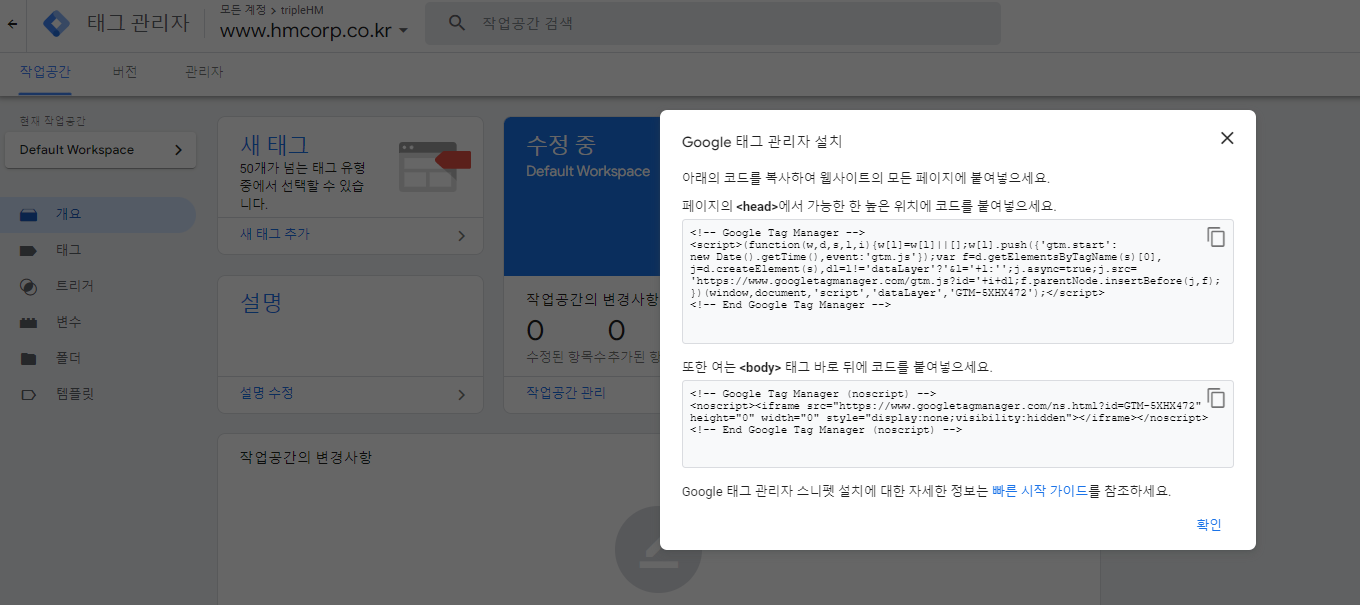 모든 계정 > tripleHM
태그 관리자
www.hmcorp.co.kr
작업공간 검색
작업공간 버전 관리자
현재 작업공간
Default Workspace
개요
태그
트리거
변수
폴더
템플릿
새 태그
50개가 넘는 태그 유형
중에서 선택할 수 있습
니다.
새 태그 추가
설명
설명 수정
수정 중
Default Workspace
작업공간의 변경사항
0 0
수정된 항목수 추가된 항
작업공간 관리
작업공간의 변경사항
Google 태그 관리자 설치
아래의 코드를 복사하여 웹사이트의 모든 페이지에 붙여넣으세요.
페이지의 <head>에서 가능한 한 높은 위치에 코드를 붙여넣으세요.
<!-- Google Tag Manager -->
<script>(function(w,d,s,l,i){w[l]=w[l]||[];w[l].push({'gtm.start':
new Date().getTime(),event:'gtm.js'});var f=d.getElementsByTagName(s)[0],
j=d.createElement(s),dl=l!='dataLayer'?'&l='+l:'';j.async=true;j.src=
'https://www.googletagmanager.com/gtm.js?id='+i+dl;f.parentNode.insertBefore(j,f);
})(window,document,'script','dataLayer','GTM-5XHX472');</script>
<!-- End Google Tag Manager -->
또한 여는 <body> 태그 바로 뒤에 코드를 붙여넣으세요.
<!-- Google Tag Manager (noscript) -->
<noscript><iframe src="https://www.googletagmanager.com/ns.html?id=GTM-5XHX472"
height="0" width="0" style="display:none;visibility:hidden"></iframe></noscript>
<!-- End Google Tag Manager (noscript) -->
Google 태그 관리자 스니펫 설치에 대한 자세한 정보는 빠른 시작 가이드를 참조하세요.
확인